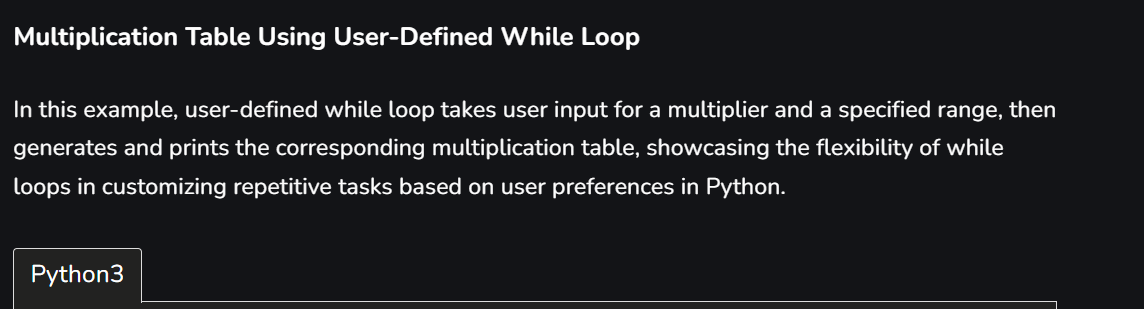 Multiplication Table Using User-Defined While Loop
In this example, user-defined while loop takes user input for a multiplier and a specified range, then
generates and prints the corresponding multiplication table, showcasing the flexibility of while
loops in customizing repetitive tasks based on user preferences in Python.
Python3